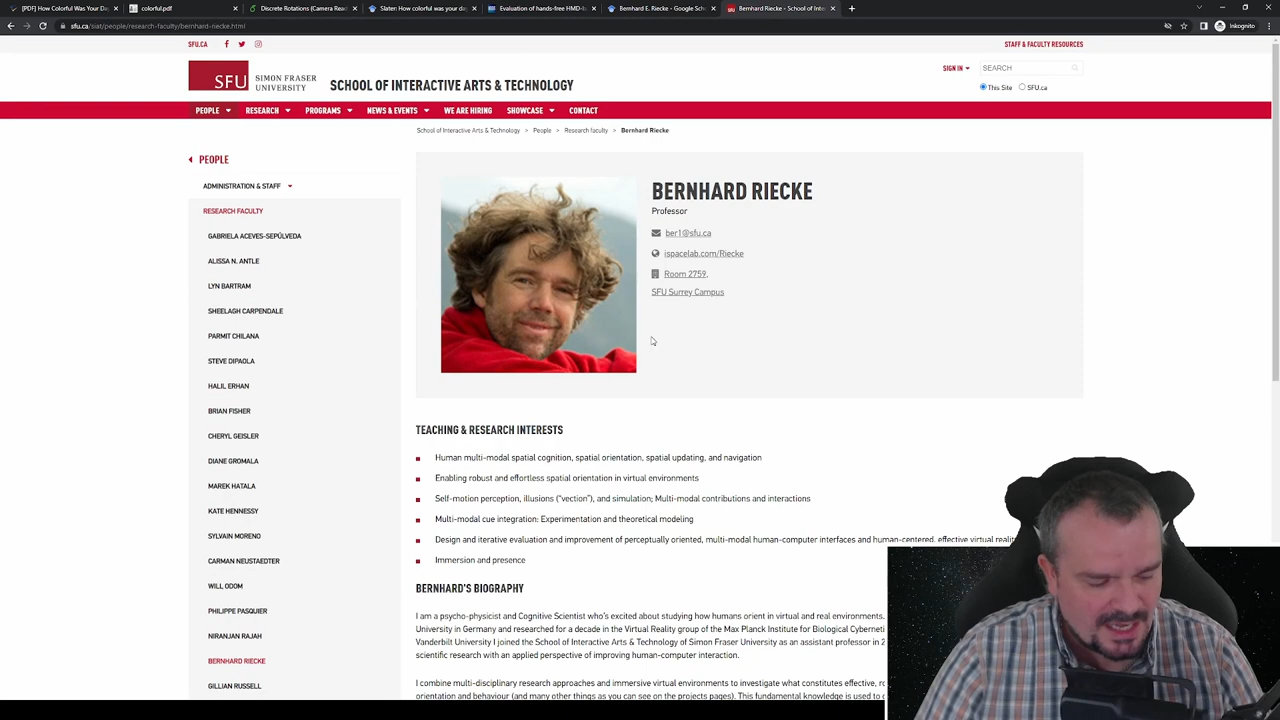 [PDF] How Colorful Was Your Da
colorful.pdf
Discrete Rotations (Camera Read
Slater: How colorful was your da
Evaluation of hands-free HMD-b
Bernhard E. Riecke - Google Sch
Bernhard Riecke - School of Inter
sfu.ca/siat/people/research-faculty/bernhard-riecke.html
Inkognito
SFU.CA
STAFF & FACULTY RESOURCES
SFU
SIMON FRASER
UNIVERSITY
SCHOOL OF INTERACTIVE ARTS & TECHNOLOGY
SIGN IN
SEARCH
This Site
SFU.ca
PEOPLE
RESEARCH
PROGRAMS
NEWS & EVENTS
WE ARE HIRING
SHOWCASE
CONTACT
School of Interactive Arts & Technology > People > Research faculty > Bernhard Riecke
PEOPLE
ADMINISTRATION & STAFF
RESEARCH FACULTY
GABRIELA ACEVES-SEPÚLVEDA
ALISSA N. ANTLE
LYN BARTRAM
SHEELAGH CARPENDALE
PARMIT CHILANA
STEVE DIPAOLA
HALIL ERHAN
BRIAN FISHER
CHERYL GEISLER
DIANE GROMALA
MAREK HATALA
KATE HENNESSY
SYLVAIN MORENO
CARMAN NEUSTAEDTER
WILL ODOM
PHILIPPE PASQUIER
NIRANJAN RAJAH
BERNHARD RIECKE
GILLIAN RUSSELL
BERNHARD RIECKE
Professor
ber1@sfu.ca
ispacelab.com/Riecke
Room 2759,
SFU Surrey Campus
TEACHING & RESEARCH INTERESTS
Human multi-modal spatial cognition, spatial orientation, spatial updating, and navigation
Enabling robust and effortless spatial orientation in virtual environments
Self-motion perception, illusions ("vection"), and simulation; Multi-modal contributions and interactions
Multi-modal cue integration: Experimentation and theoretical modeling
Design and iterative evaluation and improvement of perceptually oriented, multi-modal human-computer interfaces and human-centered, effective virtual realit
Immersion and presence
BERNHARD'S BIOGRAPHY
I am a psycho-physicist and Cognitive Scientist who's excited about studying how humans orient in virtual and real environments.
University in Germany and researched for a decade in the Virtual Reality group of the Max Planck Institute for Biological Cyberneti
Vanderbilt University I joined the School of Interactive Arts & Technology of Simon Fraser University as an assistant professor in 2
scientific research with an applied perspective of improving human-computer interaction.
I combine multi-disciplinary research approaches and immersive virtual environments to investigate what constitutes effective, ro
orientation and behaviour (and many other things as you can see on the projects pages). This fundamental knowledge is used to